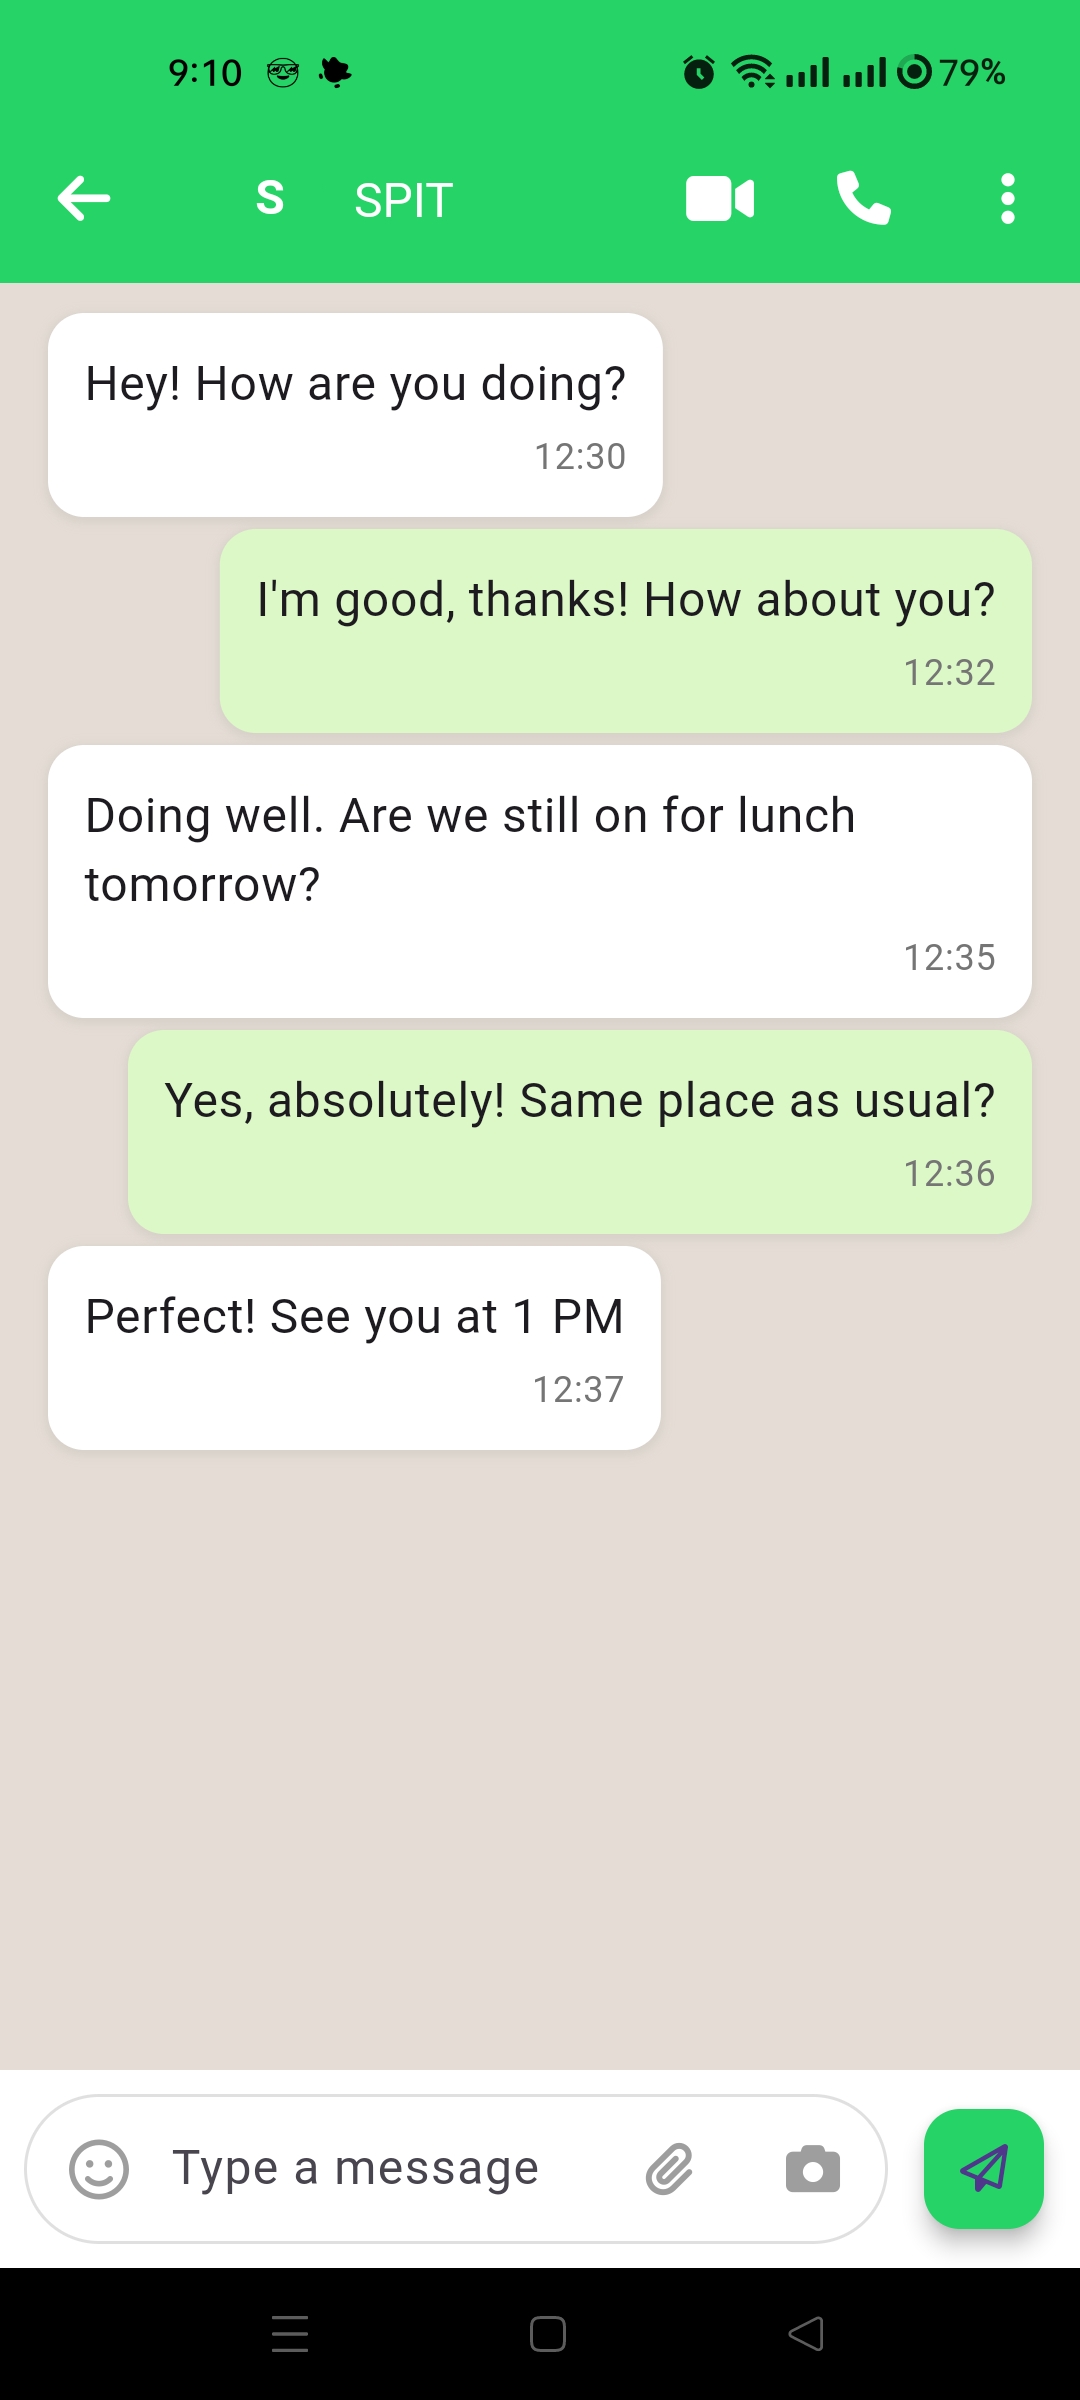 9:10 79%
S SPIT
Hey! How are you doing?
12:30
I'm good, thanks! How about you?
12:32
Doing well. Are we still on for lunch
tomorrow?
12:35
Yes, absolutely! Same place as usual?
12:36
Perfect! See you at 1 PM
12:37
Type a message